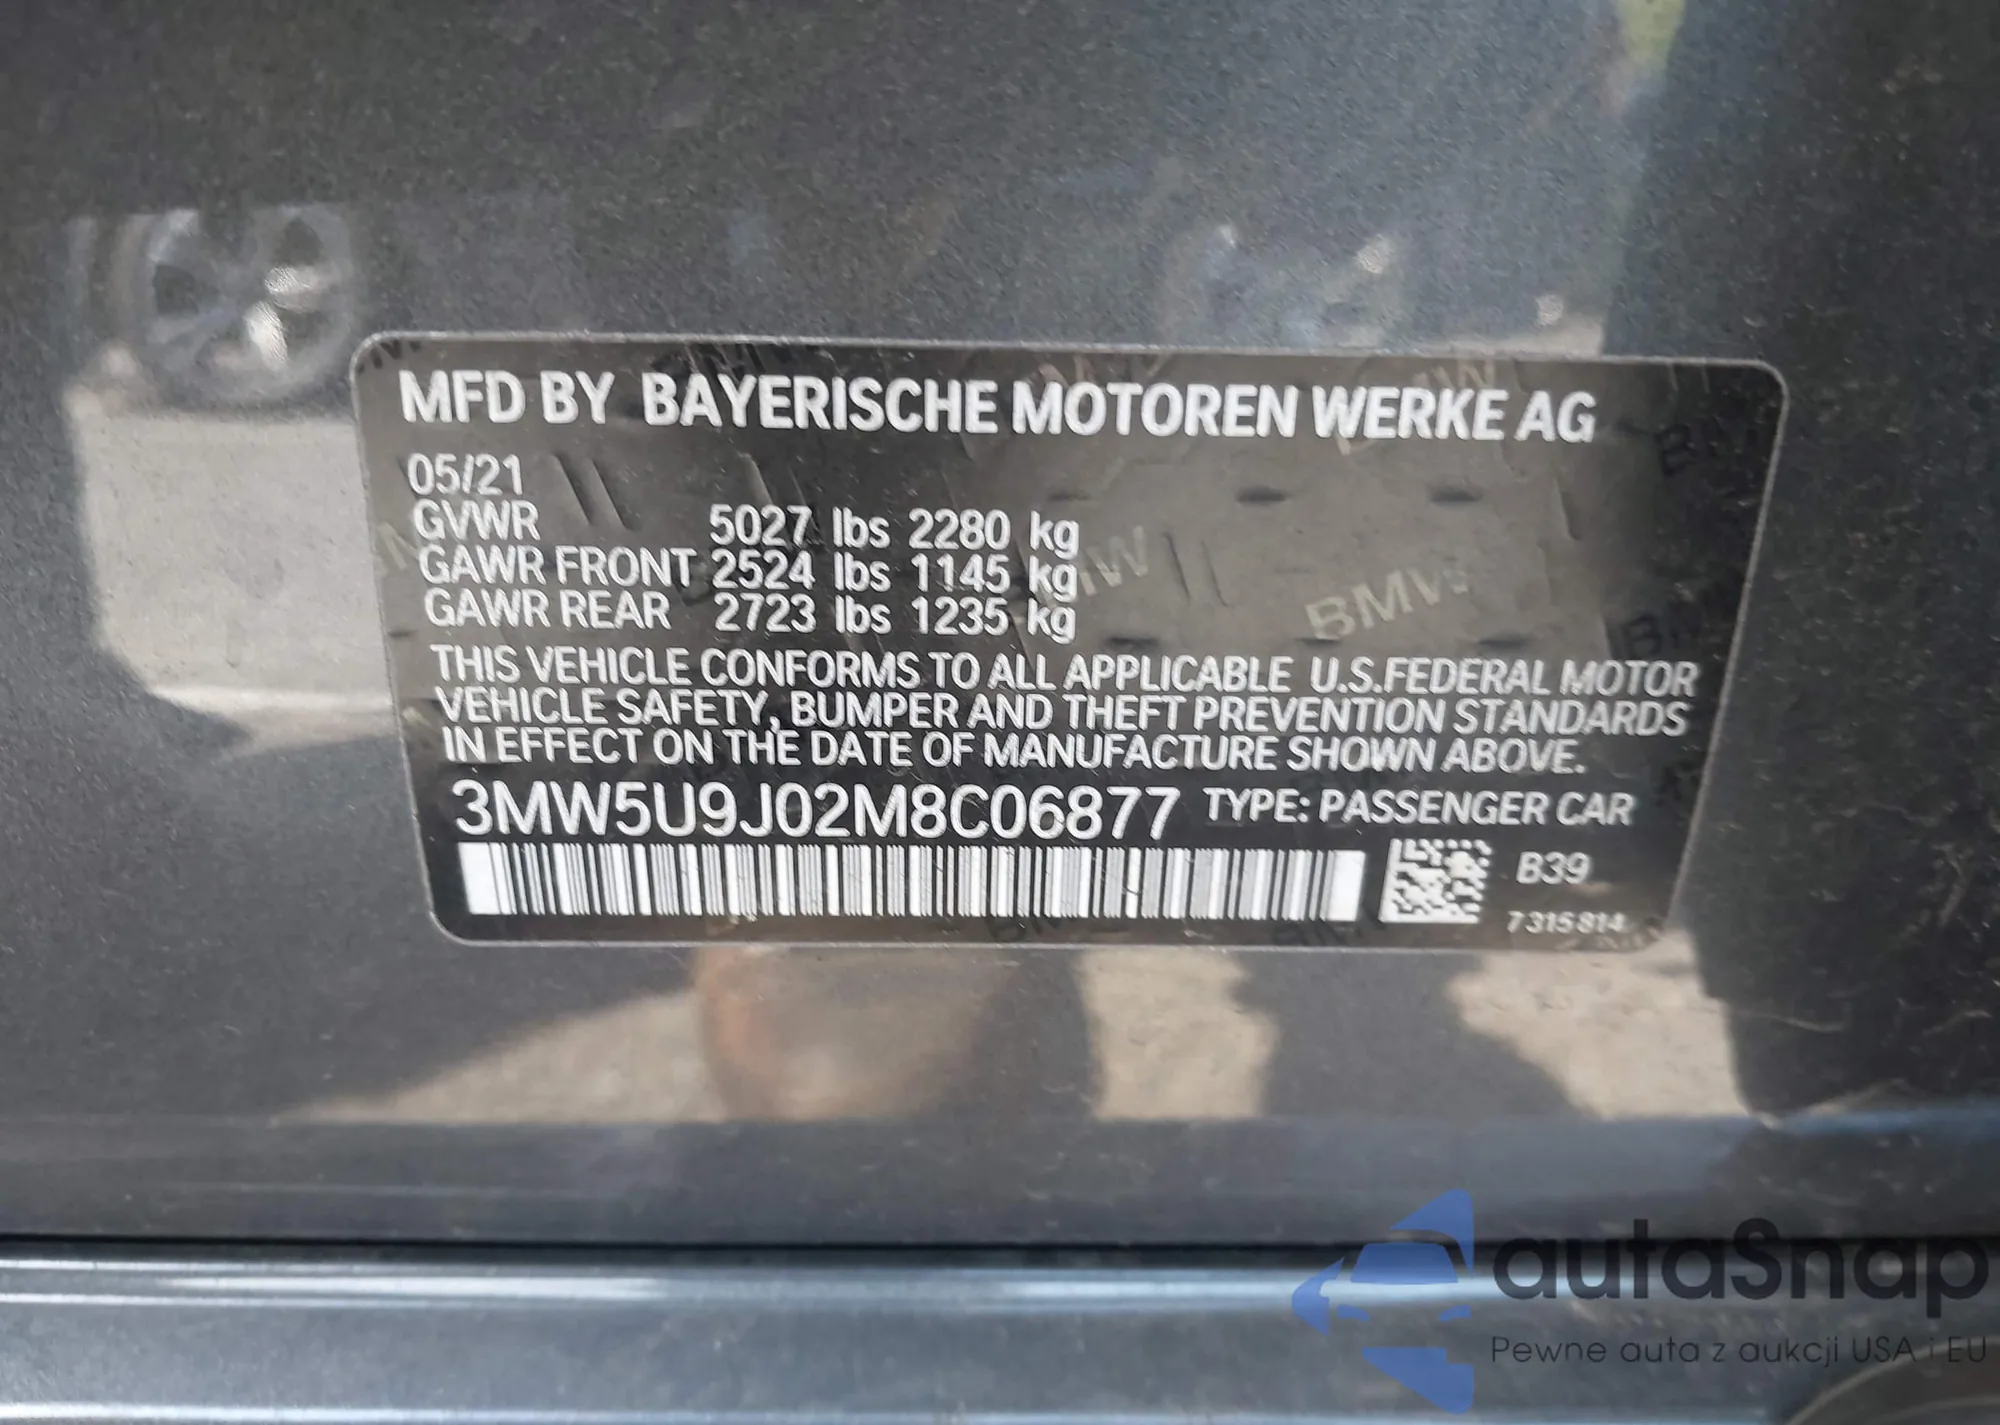 MFD BY BAYERISCHE MOTOREN WERKE AG
05/21
GVWR 5027 lbs 2280 kg
GAWR FRONT 2524 lbs 1145 kg
GAWR REAR 2723 lbs 1235 kg
THIS VEHICLE CONFORMS TO ALL APPLICABLE U.S.FEDERAL MOTOR
VEHICLE SAFETY, BUMPER AND THEFT PREVENTION STANDARDS
IN EFFECT ON THE DATE OF MANUFACTURE SHOWN ABOVE.
3MW5U9J02M8C06877 TYPE: PASSENGER CAR
B39
7315814
BMW
autaSnap
Pewne auta z aukcji USA i EU